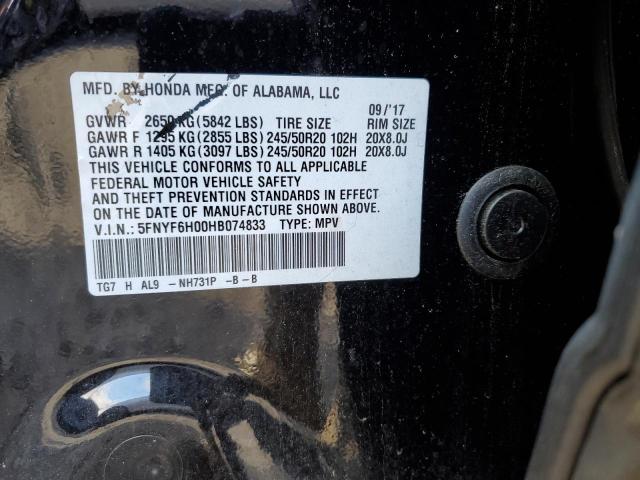 MFD. BY HONDA MFG. OF ALABAMA, LLC
09/'17
GVWR 2650 KG (5842 LBS) TIRE SIZE RIM SIZE
GAWR F 1295 KG (2855 LBS) 245/50R20 102H 20X8.0J
GAWR R 1405 KG (3097 LBS) 245/50R20 102H 20X8.0J
THIS VEHICLE CONFORMS TO ALL APPLICABLE
FEDERAL MOTOR VEHICLE SAFETY
AND THEFT PREVENTION STANDARDS IN EFFECT
ON THE DATE OF MANUFACTURE SHOWN ABOVE.
V.I.N.: 5FNYF6H00HB074833 TYPE: MPV
TG7 H AL9 -NH731P -B-B